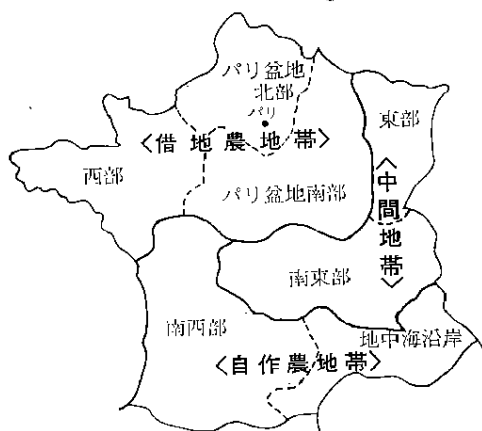 パリ盆地
北部
パリ
東部
〈借地農地帯〉
西部
パリ盆地南部
〈中間地帯〉
南東部
南西部
地中海沿岸
〈自作農地帯〉